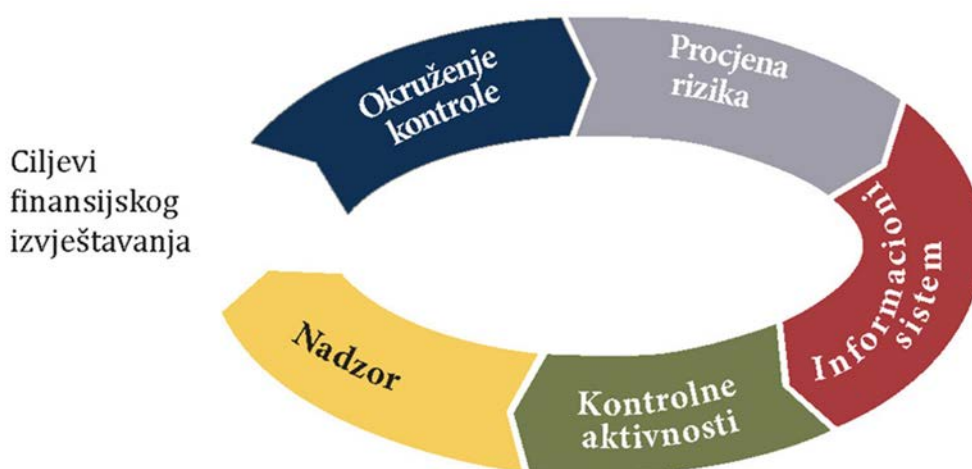 Ciljevi
finansijskog
izvještavanja
Okruženje
kontrole
Procjena
rizika
Informacioni
sistem
Kontrolne
aktivnosti
Nadzor